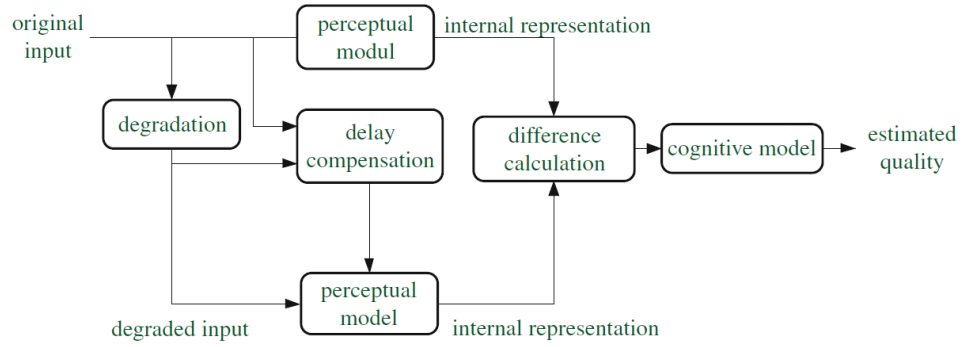 original
input
perceptual
modul
internal representation
degradation
delay
compensation
difference
calculation
cognitive model
estimated
quality
perceptual
model
degraded input
internal representation